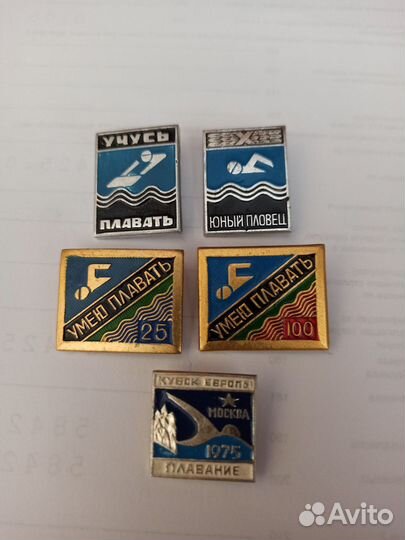 УЧУСЬ
ПЛАВАТЬ
ЮНЫЙ ПЛОВЕЦ
УМЕЮ ПЛАВАТЬ
25
УМЕЮ ПЛАВАТЬ
100
КУБОК ЕВРОПЫ
МОСКВА
1975
ПЛАВАНИЕ
Avito